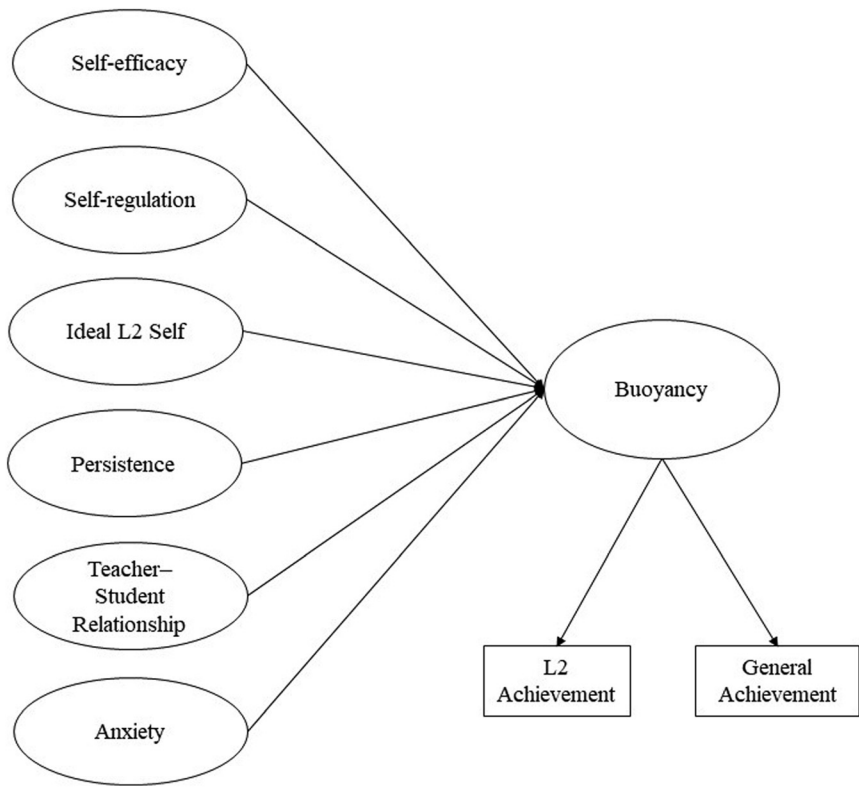 Self-efficacy
Self-regulation
Ideal L2 Self
Persistence
Teacher–
Student
Relationship
Anxiety
Buoyancy
L2
Achievement
General
Achievement